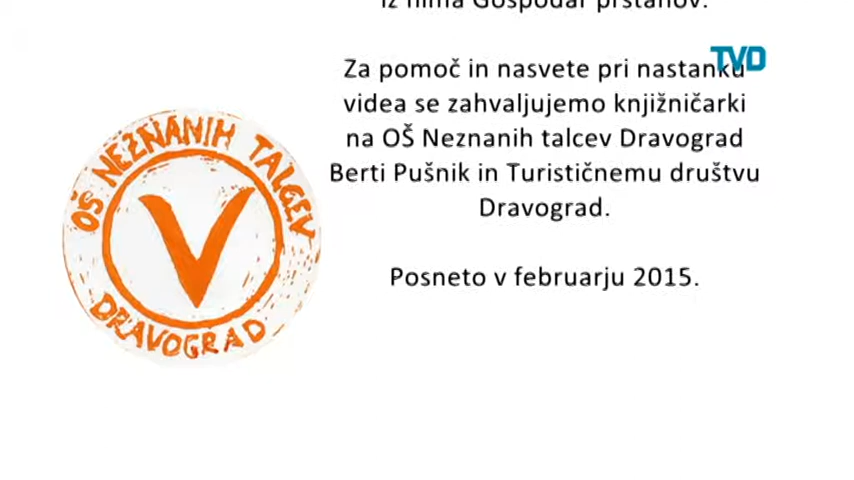 iz filma Gospodar prstanov.
TVD
Za pomoč in nasvete pri nastanku
videa se zahvaljujemo knjižničarki
na OŠ Neznanih talcev Dravograd
Berti Pušnik in Turističnemu društvu
Dravograd.
Posneto v februarju 2015.
OŠ NEZNANIH TALCEV
V
DRAVOGRAD